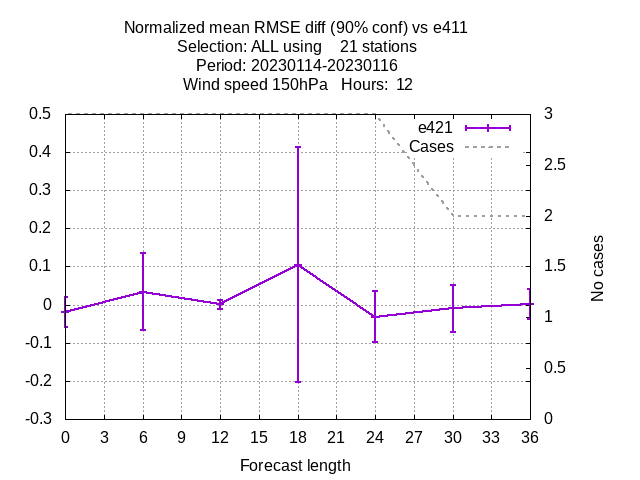 Normalized mean RMSE diff (90% conf) vs e411
Selection: ALL using    21 stations
Period: 20230114-20230116
Wind speed 150hPa   Hours:  12
0.5
0.4
0.3
0.2
0.1
0
-0.1
-0.2
-0.3
3
2.5
2
1.5
1
0.5
0
e421
Cases
No cases
0 3 6 9 12 15 18 21 24 27 30 33 36
Forecast length